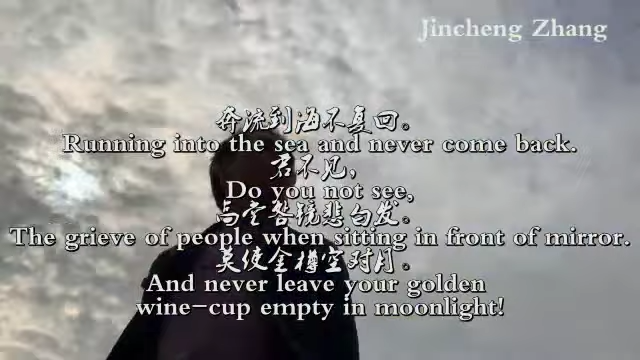 Jincheng Zhang
奔流到海不复回。
Running into the sea and never come back.
君不见,
Do you not see,
高堂明镜悲白发。
The grieve of people when sitting in front of mirror.
莫使金樽空对月。
And never leave your golden
wine-cup empty in moonlight!